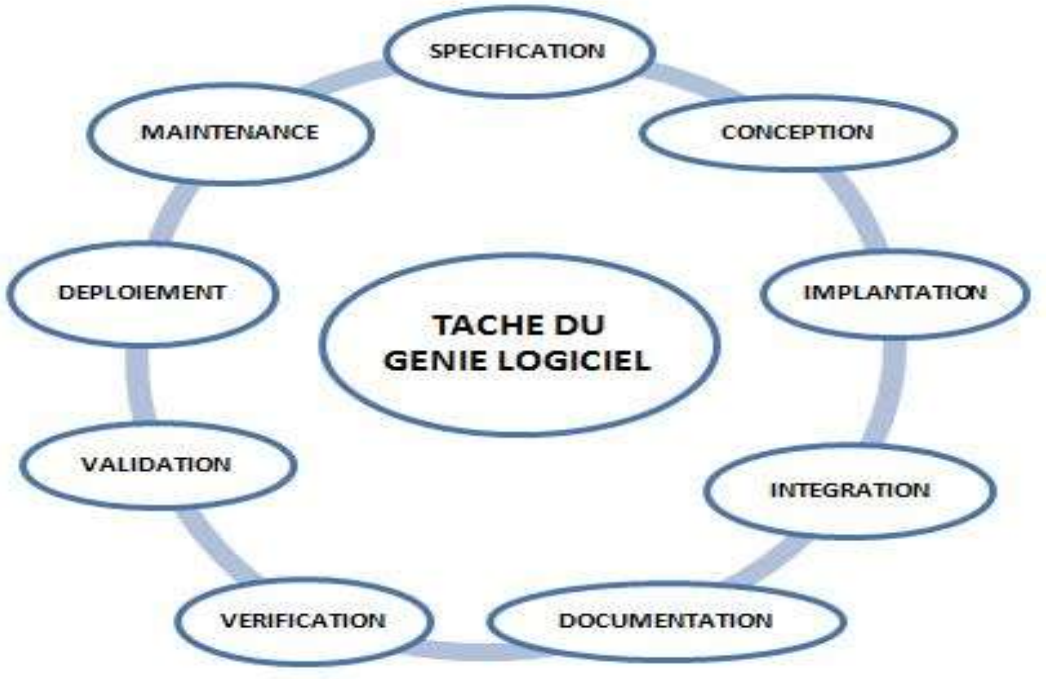 SPECIFICATION
CONCEPTION
IMPLANTATION
INTEGRATION
DOCUMENTATION
VERIFICATION
VALIDATION
DEPLOIEMENT
MAINTENANCE
TACHE DU
GENIE LOGICIEL